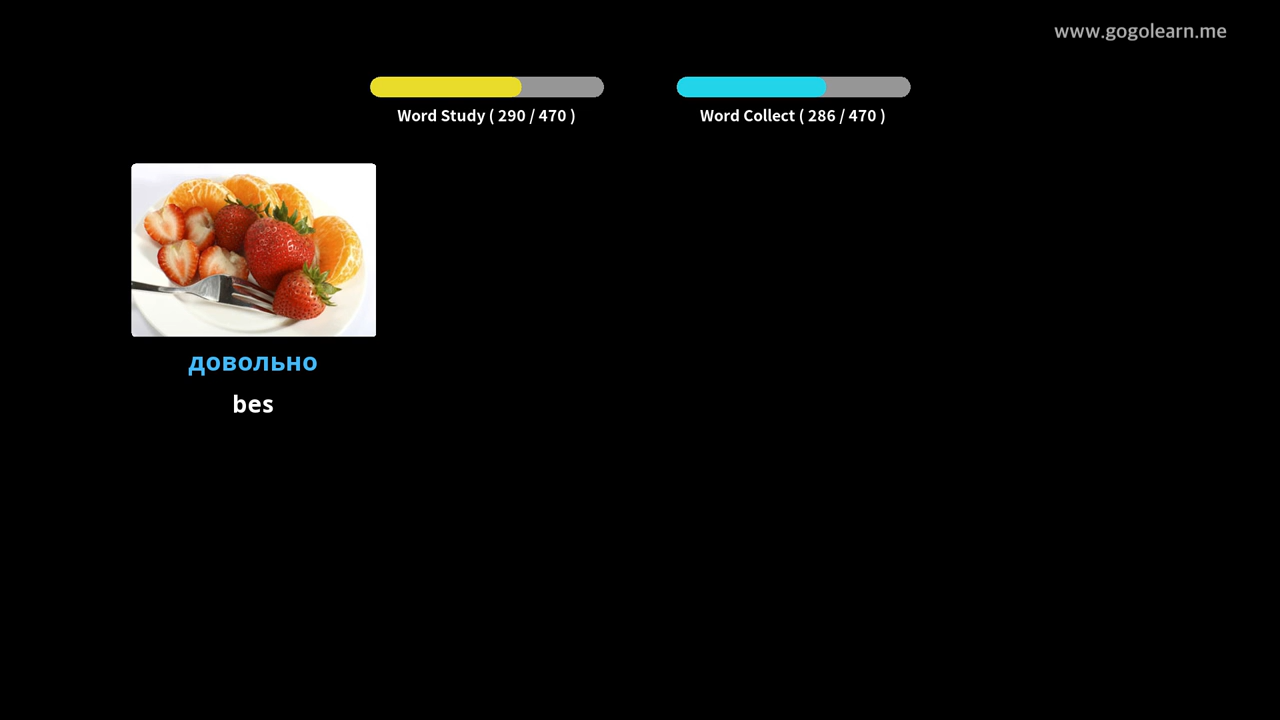 www.gogolearn.me
Word Study ( 290 / 470 )
Word Collect ( 286 / 470 )
довольно
bes